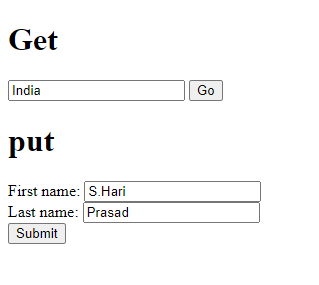 Get
India Go
put
First name: S.Hari
Last name: Prasad
Submit